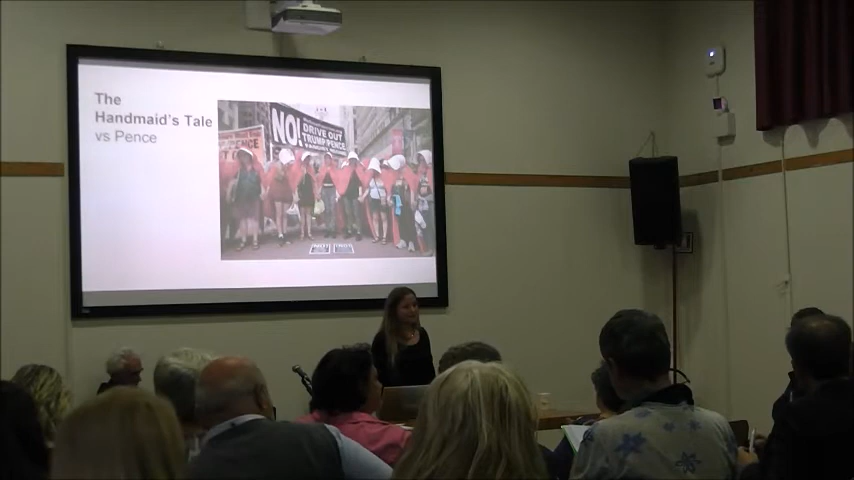 The
Handmaid's Tale
vs Pence
NO!
DRIVE OUT
TRUMP/PENCE